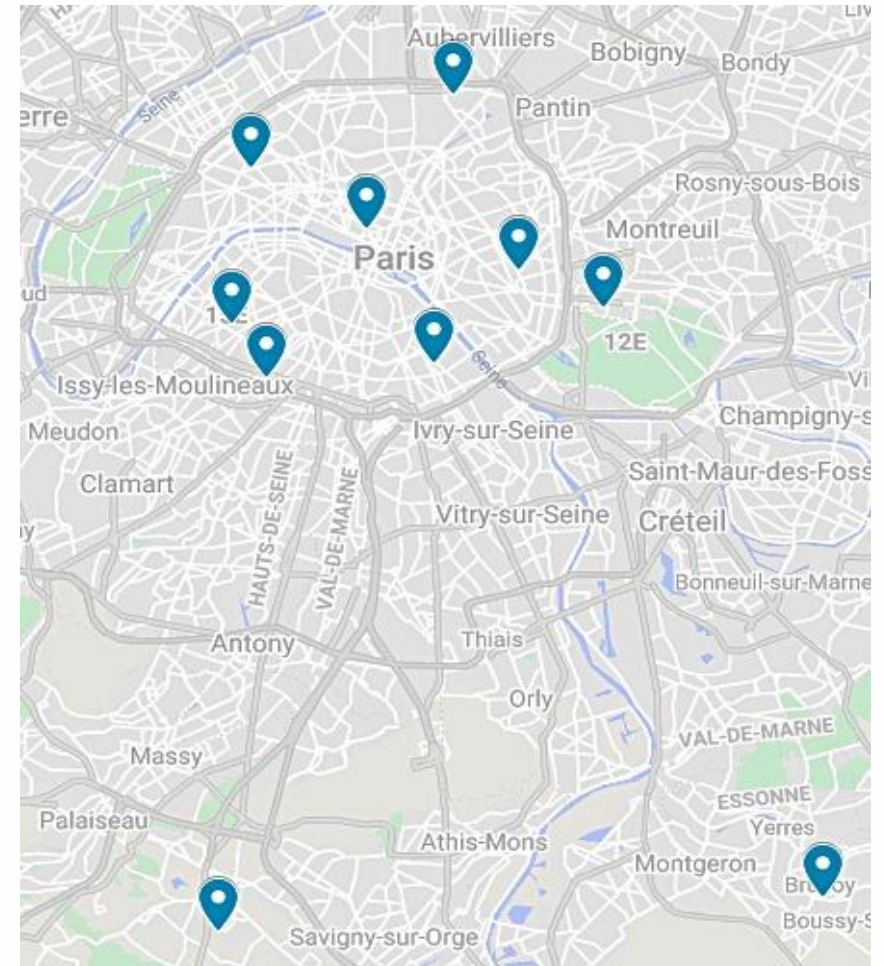 Aubervilliers
Bobigny
Bondy
Seine
Pantin
erre
Rosny-sous-Bois
Montreuil
Paris
ud
12E
Seine
Issy-les-Moulineaux
Meudon
Ivry-sur-Seine
Champigny-s
Clamart
Saint-Maur-des-Foss
Vitry-sur-Seine
Créteil
HAUTS-DE-SEINE
VAL-DE-MARNE
Bonneuil-sur-Marne
Antony
Thiais
Orly
VAL-DE-MARNE
Massy
ESSONNE
Palaiseau
Yerres
Athis-Mons
Montgeron
Boussy-S
Savigny-sur-Orge